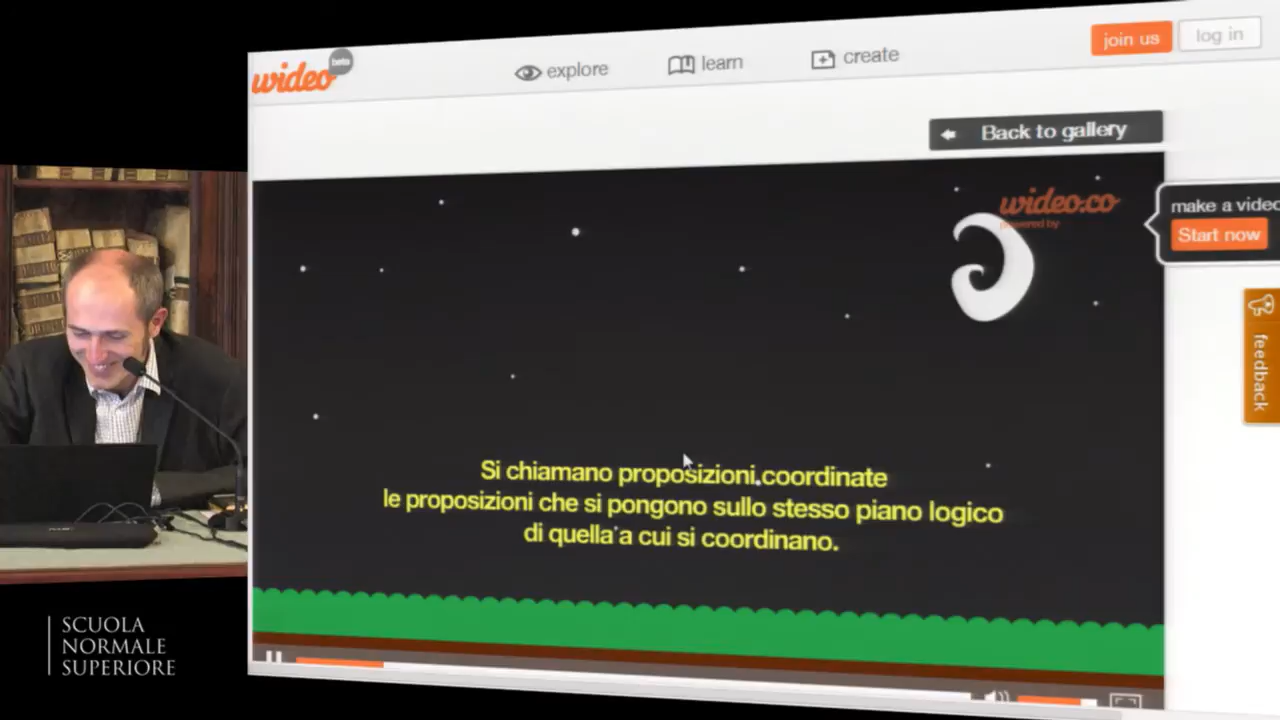 wideo beta
explore
learn
create
join us
log in
Back to gallery
wideo.co
powered by
make a video
Start now
feedback
Si chiamano proposizioni coordinate
le proposizioni che si pongono sullo stesso piano logico
di quella a cui si coordinano.
SCUOLA
NORMALE
SUPERIORE